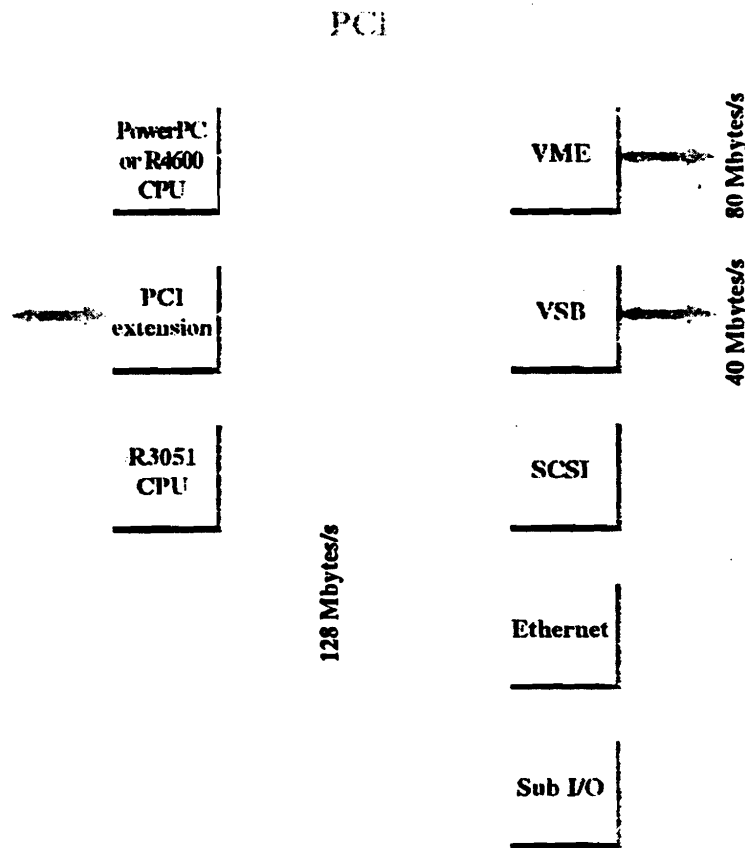 PCI
PowerPC
or R4600
CPU
VME
80 Mbytes/s
PCI
extension
VSB
40 Mbytes/s
R3051
CPU
SCSI
128 Mbytes/s
Ethernet
Sub I/O